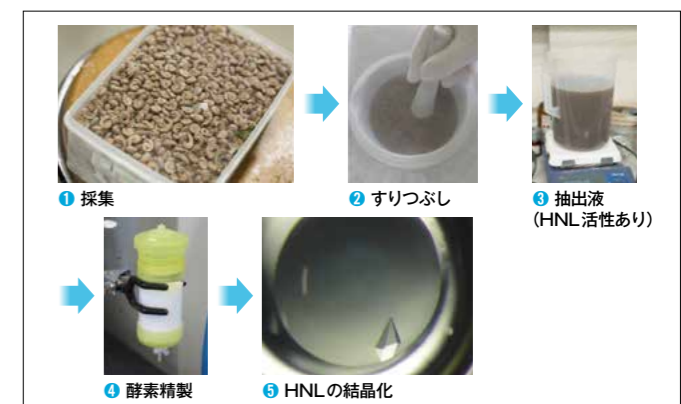 ❶ 採集
❷ すりつぶし
❸ 抽出液
(HNL活性あり)
❹ 酵素精製
❺ HNLの結晶化